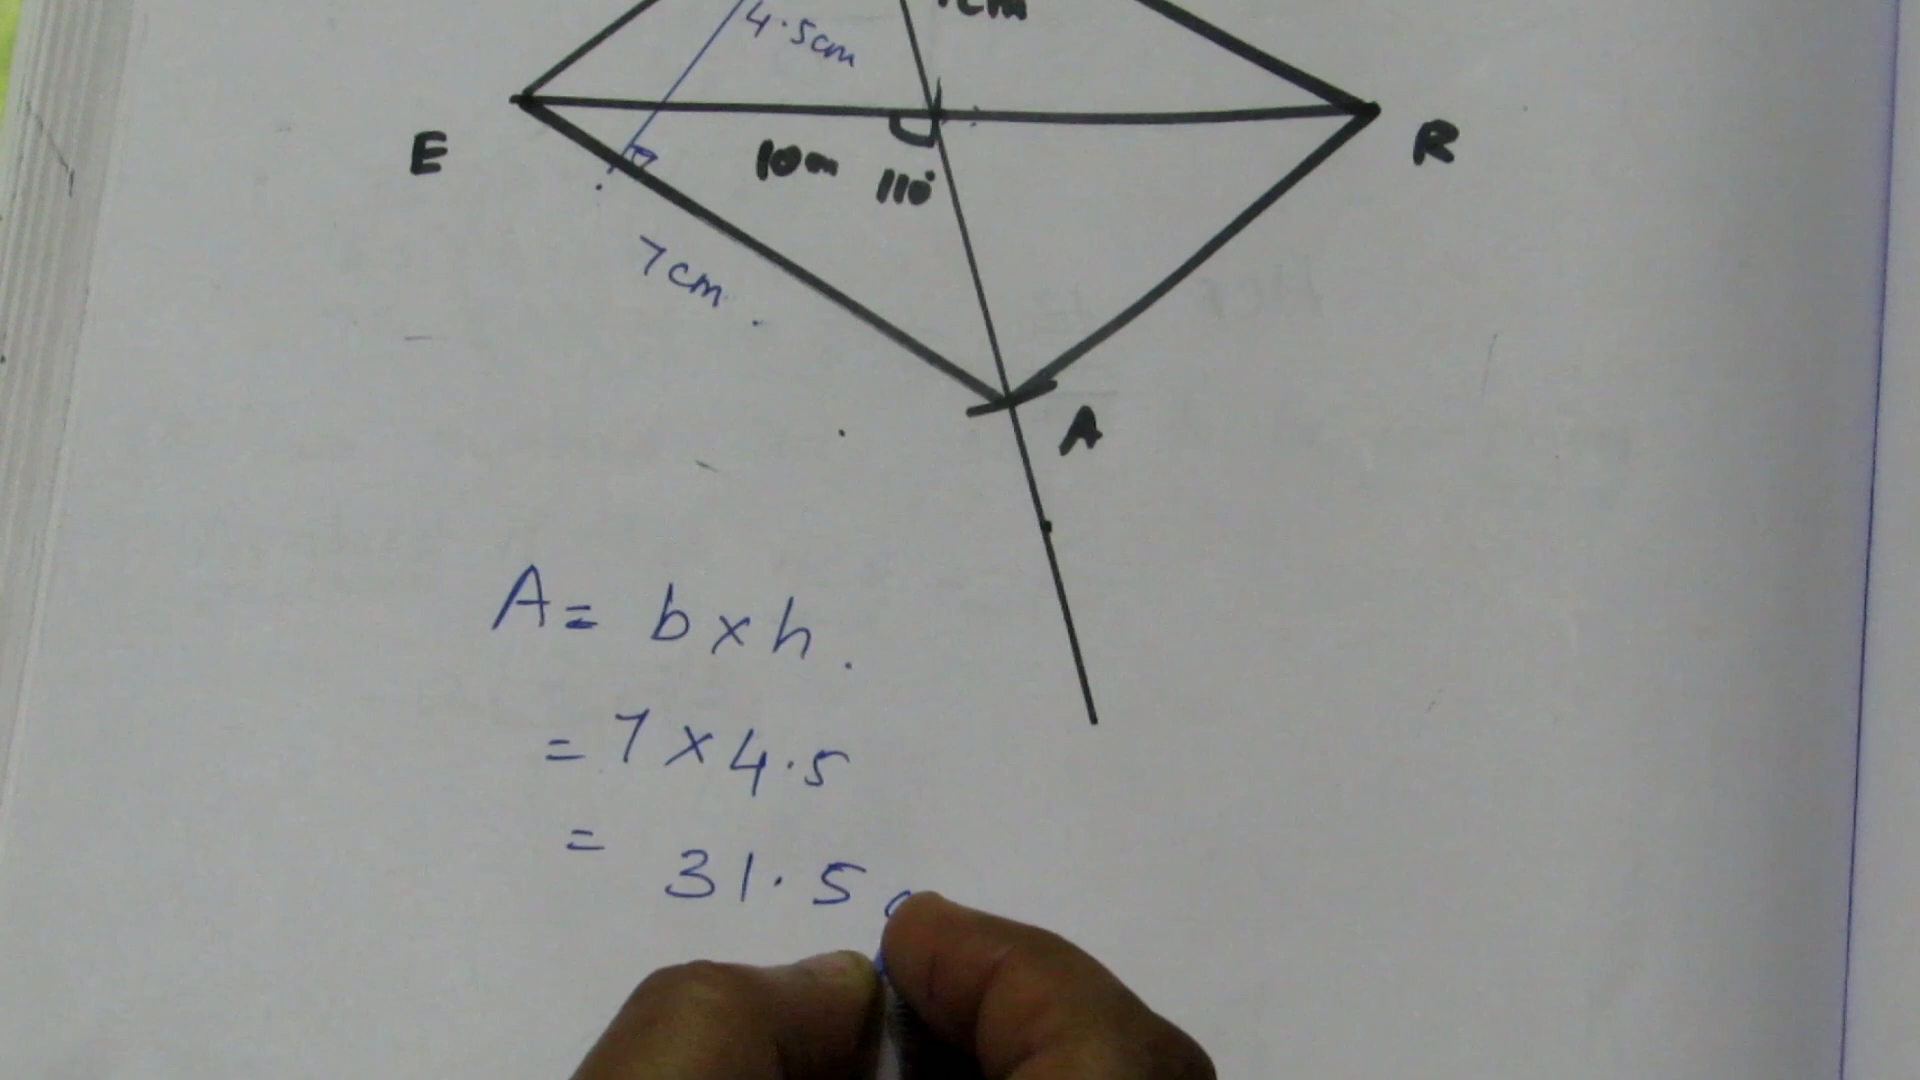 4.5cm
E
R
10cm 110°
7cm.
A
A = b x h.
= 7 x 4.5
= 31.5